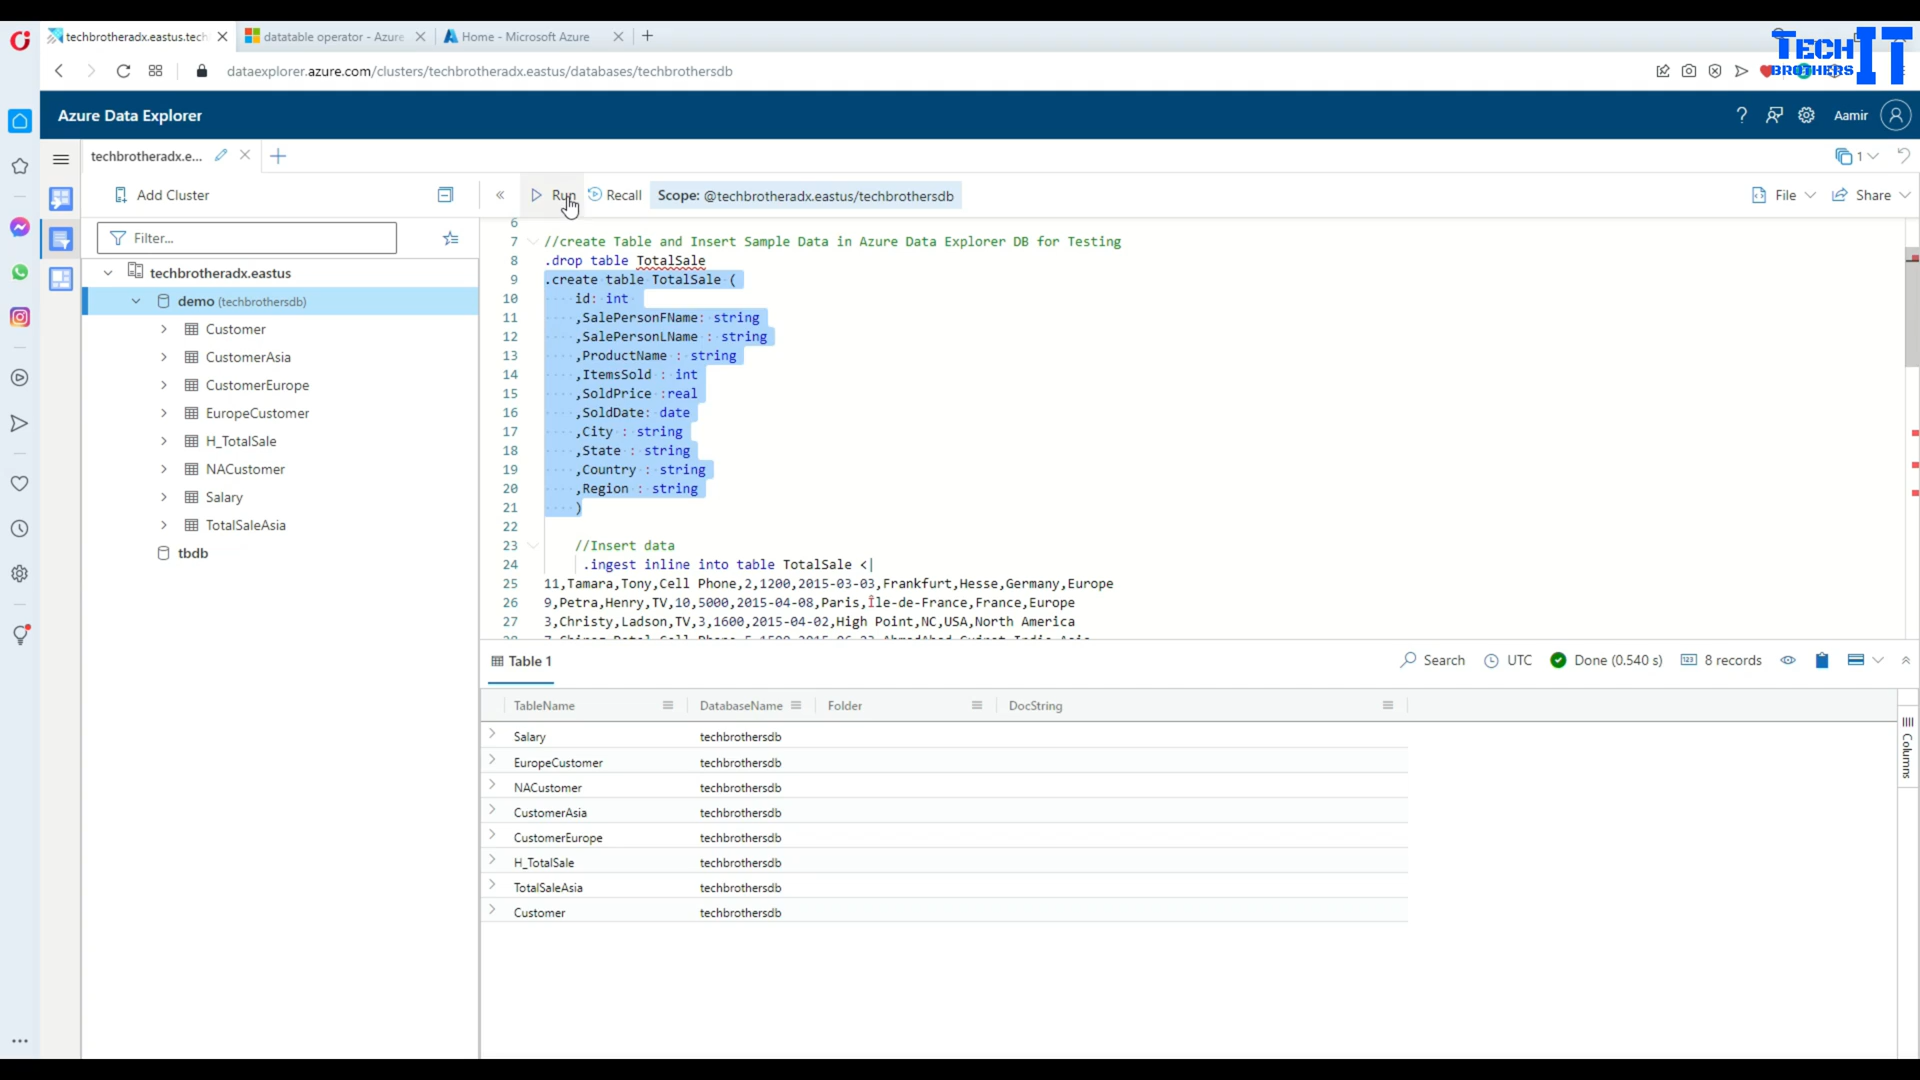 techbrotheradx.eastus.tech
datatable operator - Azure
Home - Microsoft Azure
dataexplorer.azure.com/clusters/techbrotheradx.eastus/databases/techbrothersdb
TECH
BROTHERS
IT
Azure Data Explorer
Aamir
techbrotheradx.e...
1
Add Cluster
Run
Recall
Scope: @techbrotheradx.eastus/techbrothersdb
File
Share
Filter...
techbrotheradx.eastus
demo (techbrothersdb)
Customer
CustomerAsia
CustomerEurope
EuropeCustomer
H_TotalSale
NACustomer
Salary
TotalSaleAsia
tbdb
6
7 //create Table and Insert Sample Data in Azure Data Explorer DB for Testing
8 .drop table TotalSale
9 .create table TotalSale (
10 id: int
11 ,SalePersonFName: string
12 ,SalePersonLName : string
13 ,ProductName : string
14 ,ItemsSold : int
15 ,SoldPrice :real
16 ,SoldDate: date
17 ,City : string
18 ,State : string
19 ,Country : string
20 ,Region : string
21 )
22
23 //Insert data
24 .ingest inline into table TotalSale <|
25 11,Tamara,Tony,Cell Phone,2,1200,2015-03-03,Frankfurt,Hesse,Germany,Europe
26 9,Petra,Henry,TV,10,5000,2015-04-08,Paris,Île-de-France,France,Europe
27 3,Christy,Ladson,TV,3,1600,2015-04-02,High Point,NC,USA,North America
Table 1
Search
UTC
Done (0.540 s)
8 records
TableName DatabaseName Folder DocString
Salary techbrothersdb
EuropeCustomer techbrothersdb
NACustomer techbrothersdb
CustomerAsia techbrothersdb
CustomerEurope techbrothersdb
H_TotalSale techbrothersdb
TotalSaleAsia techbrothersdb
Customer techbrothersdb
Columns